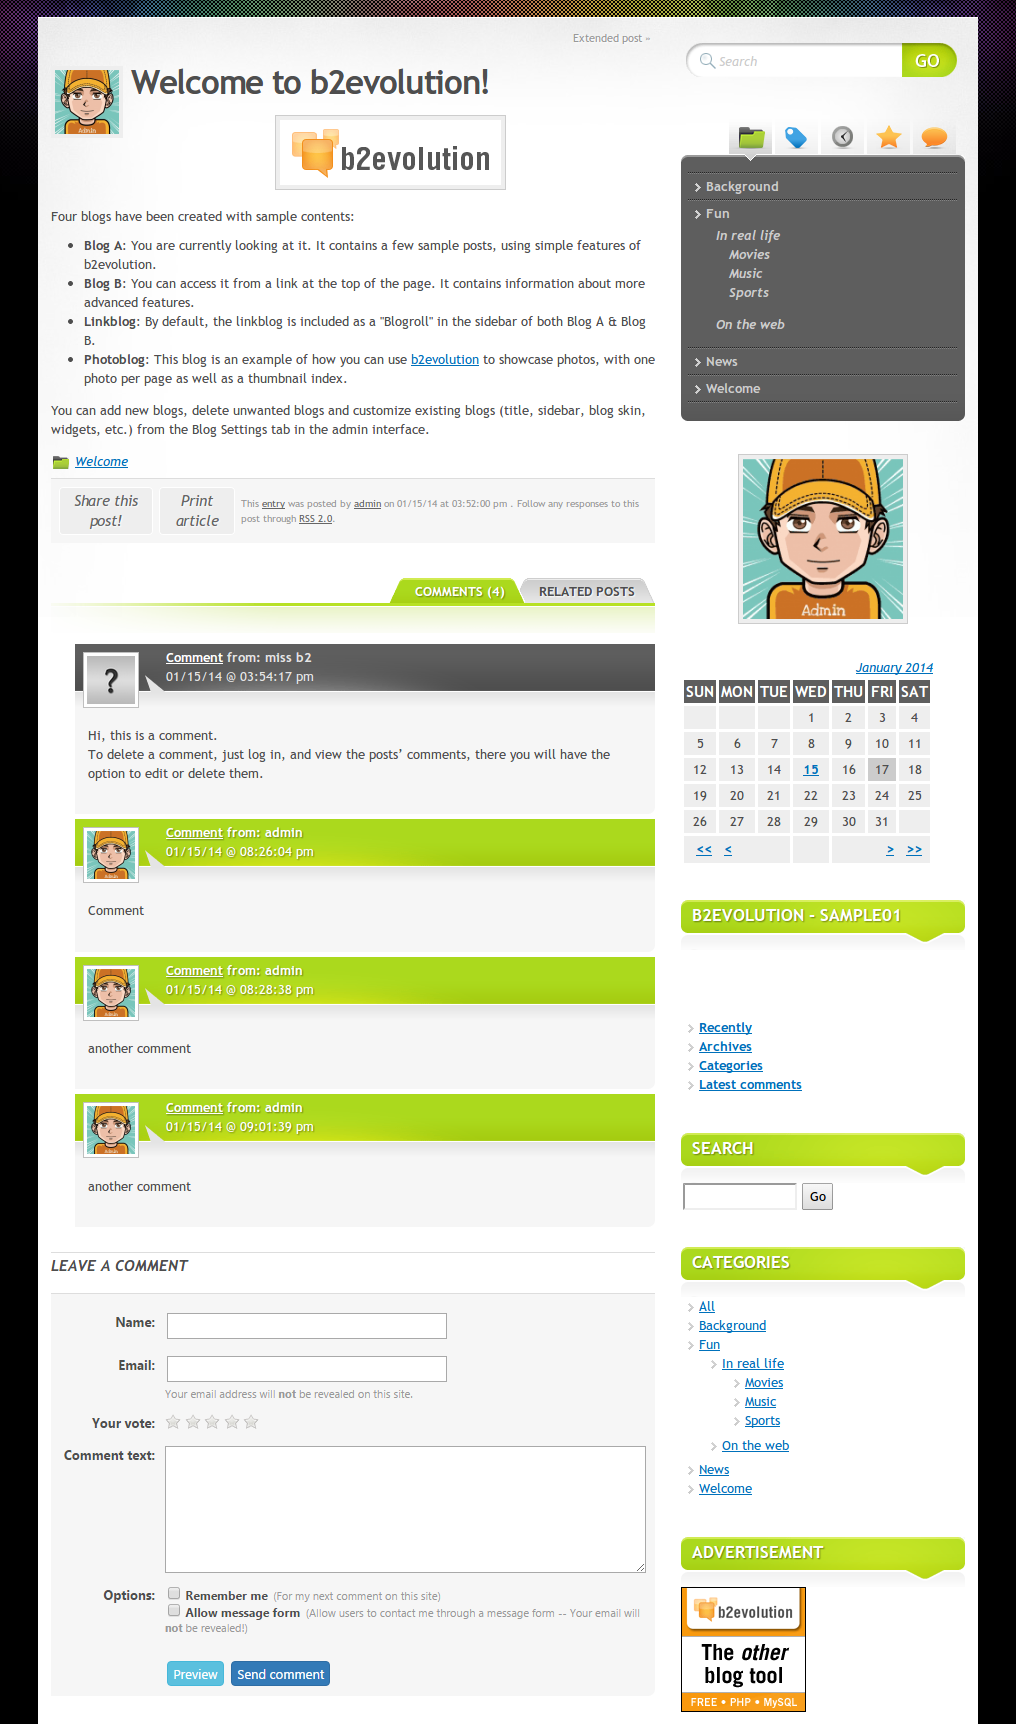 Extended post »
Welcome to b2evolution!
Admin
b2evolution
Four blogs have been created with sample contents:
Blog A: You are currently looking at it. It contains a few sample posts, using simple features of
b2evolution.
Blog B: You can access it from a link at the top of the page. It contains information about more
advanced features.
Linkblog: By default, the linkblog is included as a "Blogroll" in the sidebar of both Blog A & Blog
B.
Photoblog: This blog is an example of how you can use b2evolution to showcase photos, with one
photo per page as well as a thumbnail index.
You can add new blogs, delete unwanted blogs and customize existing blogs (title, sidebar, blog skin,
widgets, etc.) from the Blog Settings tab in the admin interface.
Welcome
Share this
post!
Print
article
This entry was posted by admin on 01/15/14 at 03:52:00 pm . Follow any responses to this
post through RSS 2.0.
COMMENTS (4)
RELATED POSTS
?
Comment from: miss b2
01/15/14 @ 03:54:17 pm
Hi, this is a comment.
To delete a comment, just log in, and view the posts’ comments, there you will have the
option to edit or delete them.
Admin
Comment from: admin
01/15/14 @ 08:26:04 pm
Comment
Admin
Comment from: admin
01/15/14 @ 08:28:38 pm
another comment
Admin
Comment from: admin
01/15/14 @ 09:01:39 pm
another comment
LEAVE A COMMENT
Name:
Email:
Your email address will not be revealed on this site.
Your vote:
Comment text:
Options:
Remember me (For my next comment on this site)
Allow message form (Allow users to contact me through a message form -- Your email will
not be revealed!)
Preview
Send comment
Search
GO
Background
Fun
In real life
Movies
Music
Sports
On the web
News
Welcome
Admin
January 2014
SUN MON TUE WED THU FRI SAT
1 2 3 4
5 6 7 8 9 10 11
12 13 14 15 16 17 18
19 20 21 22 23 24 25
26 27 28 29 30 31
<< < > >>
B2EVOLUTION - SAMPLE01
Recently
Archives
Categories
Latest comments
SEARCH
Go
CATEGORIES
All
Background
Fun
In real life
Movies
Music
Sports
On the web
News
Welcome
ADVERTISEMENT
b2evolution
The other
blog tool
FREE • PHP • MySQL